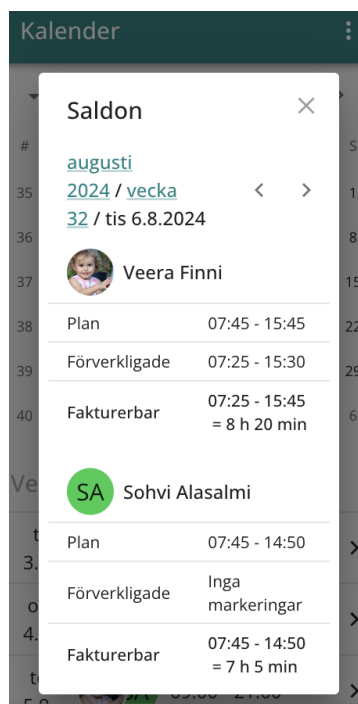 Kalender
Saldon
#
S
augusti
2024 / vecka
32 / tis 6.8.2024
35
1
36
8
Veera Finni
37
15
Plan 07:45 - 15:45
38
22
Förverkligade 07:25 - 15:30
39
29
Fakturerbar 07:25 - 15:45
= 8 h 20 min
40
6
Ve
SA Sohvi Alasalmi
t
Plan 07:45 - 14:50
3.
Förverkligade Inga
markeringar
o
4.
Fakturerbar 07:45 - 14:50
= 7 h 5 min